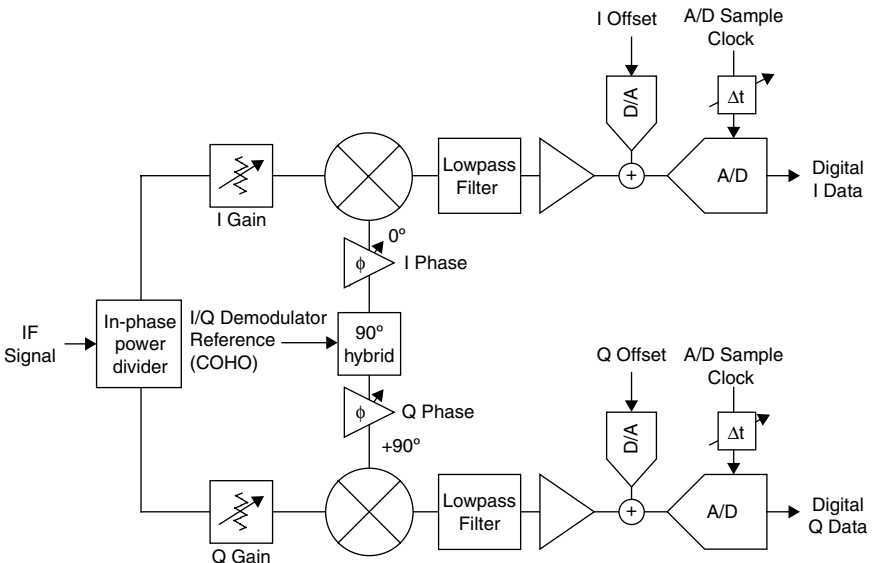 I Offset
A/D Sample
Clock
D/A
Δt
Lowpass
Filter
+
A/D
Digital
I Data
I Gain
0º
ϕ
I Phase
IF
Signal
In-phase
power
divider
I/Q Demodulator
Reference
(COHO)
90º
hybrid
ϕ
Q Phase
+90º
Q Offset
A/D Sample
Clock
D/A
Δt
Lowpass
Filter
+
A/D
Digital
Q Data
Q Gain